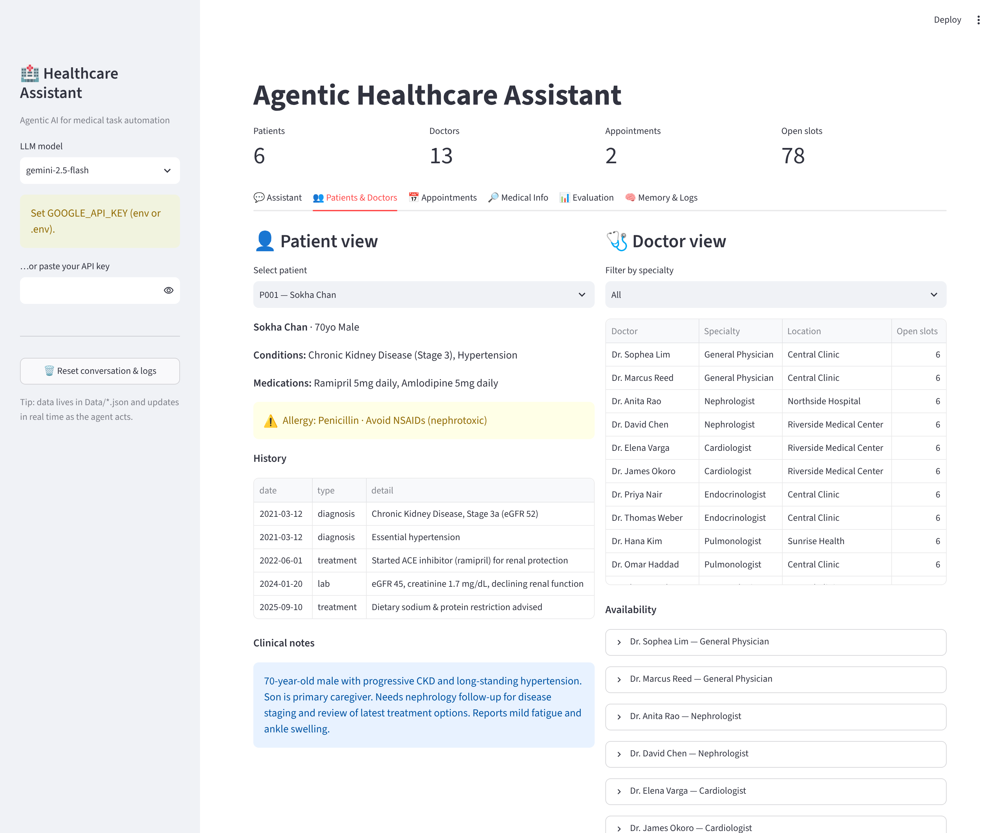 Deploy
🏥 Healthcare
Assistant
Agentic AI for medical task automation
LLM model
gemini-2.5-flash
Set GOOGLE_API_KEY (env or
.env).
…or paste your API key
🗑️ Reset conversation & logs
Tip: data lives in Data/*.json and updates
in real time as the agent acts.
Agentic Healthcare Assistant
Patients Doctors Appointments Open slots
6 13 2 78
💬 Assistant 👥 Patients & Doctors 📅 Appointments 🔎 Medical Info 📊 Evaluation 🧠 Memory & Logs
👤 Patient view
Select patient
P001 — Sokha Chan
Sokha Chan · 70yo Male
Conditions: Chronic Kidney Disease (Stage 3), Hypertension
Medications: Ramipril 5mg daily, Amlodipine 5mg daily
⚠️ Allergy: Penicillin · Avoid NSAIDs (nephrotoxic)
History
date type detail
2021-03-12 diagnosis Chronic Kidney Disease, Stage 3a (eGFR 52)
2021-03-12 diagnosis Essential hypertension
2022-06-01 treatment Started ACE inhibitor (ramipril) for renal protection
2024-01-20 lab eGFR 45, creatinine 1.7 mg/dL, declining renal function
2025-09-10 treatment Dietary sodium & protein restriction advised
Clinical notes
70-year-old male with progressive CKD and long-standing hypertension.
Son is primary caregiver. Needs nephrology follow-up for disease
staging and review of latest treatment options. Reports mild fatigue and
ankle swelling.
🩺 Doctor view
Filter by specialty
All
Doctor Specialty Location Open slots
Dr. Sophea Lim General Physician Central Clinic 6
Dr. Marcus Reed General Physician Central Clinic 6
Dr. Anita Rao Nephrologist Northside Hospital 6
Dr. David Chen Nephrologist Riverside Medical Center 6
Dr. Elena Varga Cardiologist Riverside Medical Center 6
Dr. James Okoro Cardiologist Riverside Medical Center 6
Dr. Priya Nair Endocrinologist Central Clinic 6
Dr. Thomas Weber Endocrinologist Central Clinic 6
Dr. Hana Kim Pulmonologist Sunrise Health 6
Dr. Omar Haddad Pulmonologist Central Clinic 6
Availability
Dr. Sophea Lim — General Physician
Dr. Marcus Reed — General Physician
Dr. Anita Rao — Nephrologist
Dr. David Chen — Nephrologist
Dr. Elena Varga — Cardiologist
Dr. James Okoro — Cardiologist